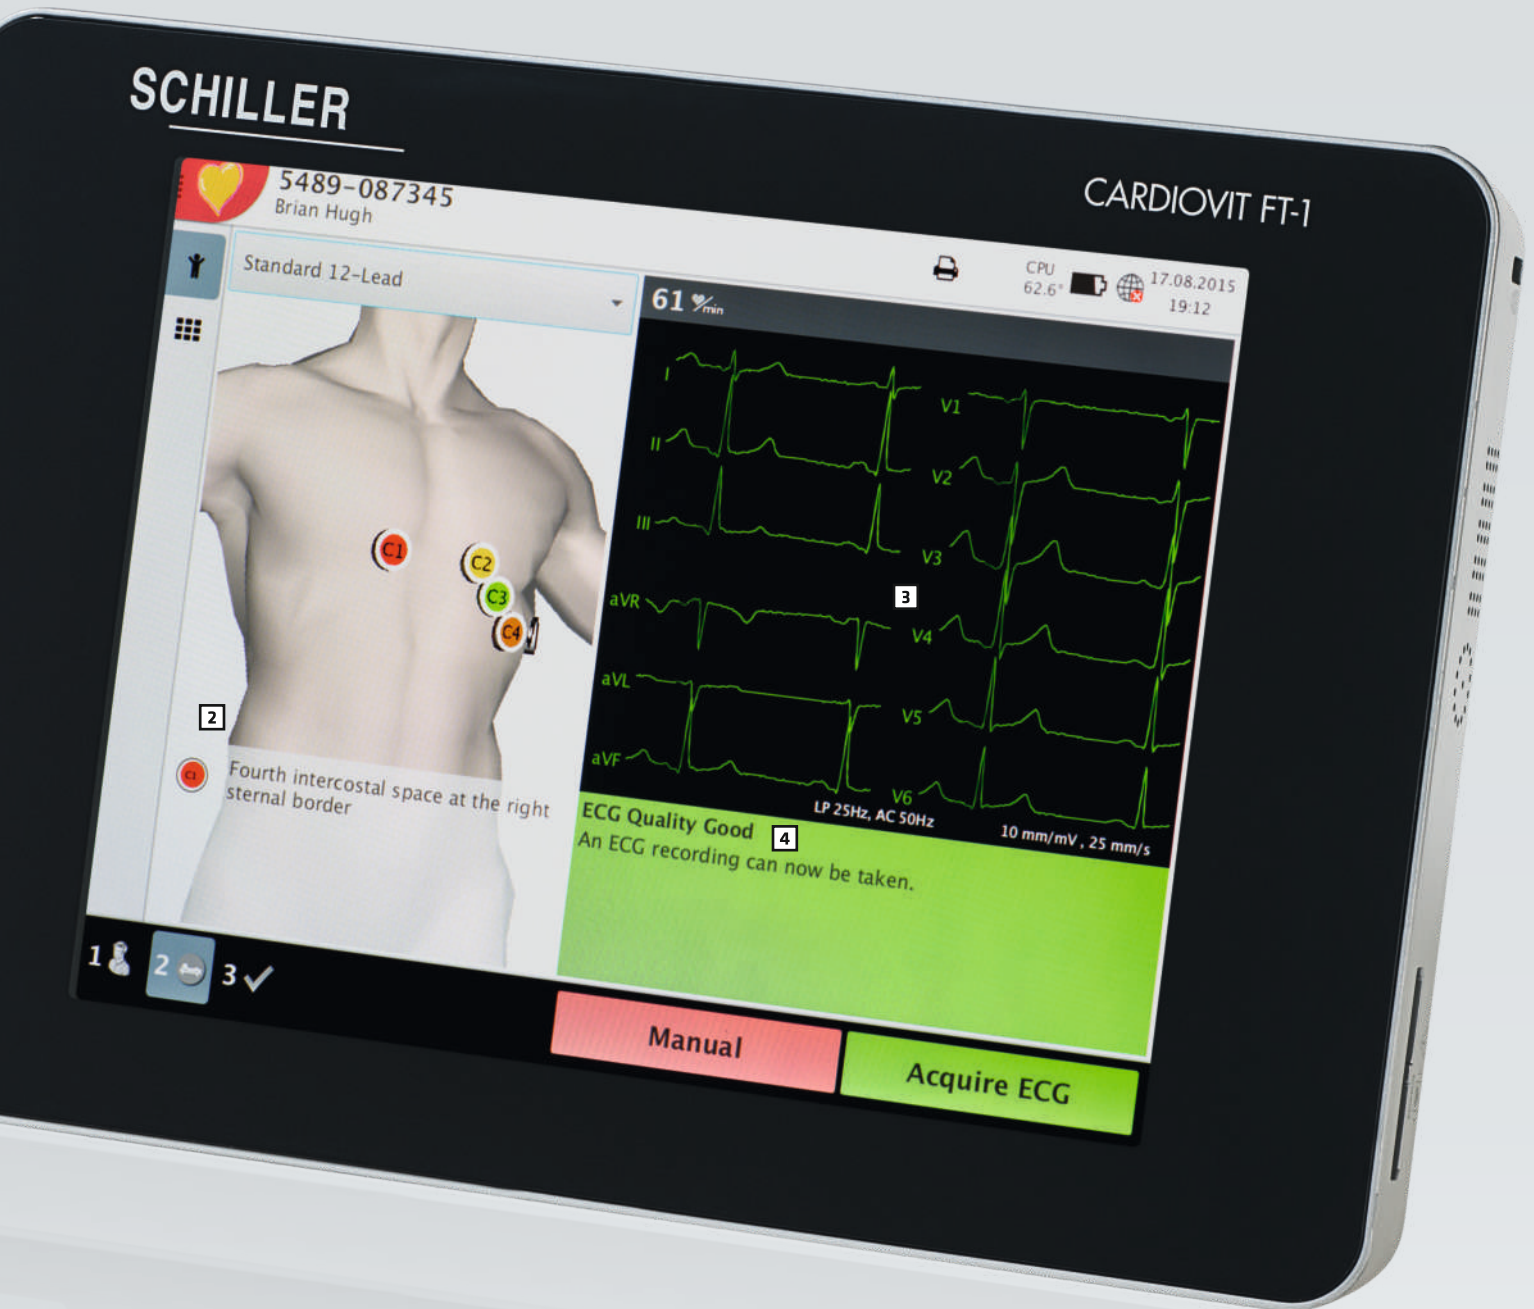 SCHILLER
CARDIOVIT FT-1
5489-087345
Brian Hugh
CPU
62.6°
17.08.2015
19:12
Standard 12-Lead
61 /min
I
II
III
aVR
aVL
aVF
V1
V2
V3
V4
V5
V6
C1
C2
C3
C4
2
3
C1
Fourth intercostal space at the right
sternal border
LP 25Hz, AC 50Hz
10 mm/mV , 25 mm/s
ECG Quality Good
4
An ECG recording can now be taken.
1
2
3
Manual
Acquire ECG